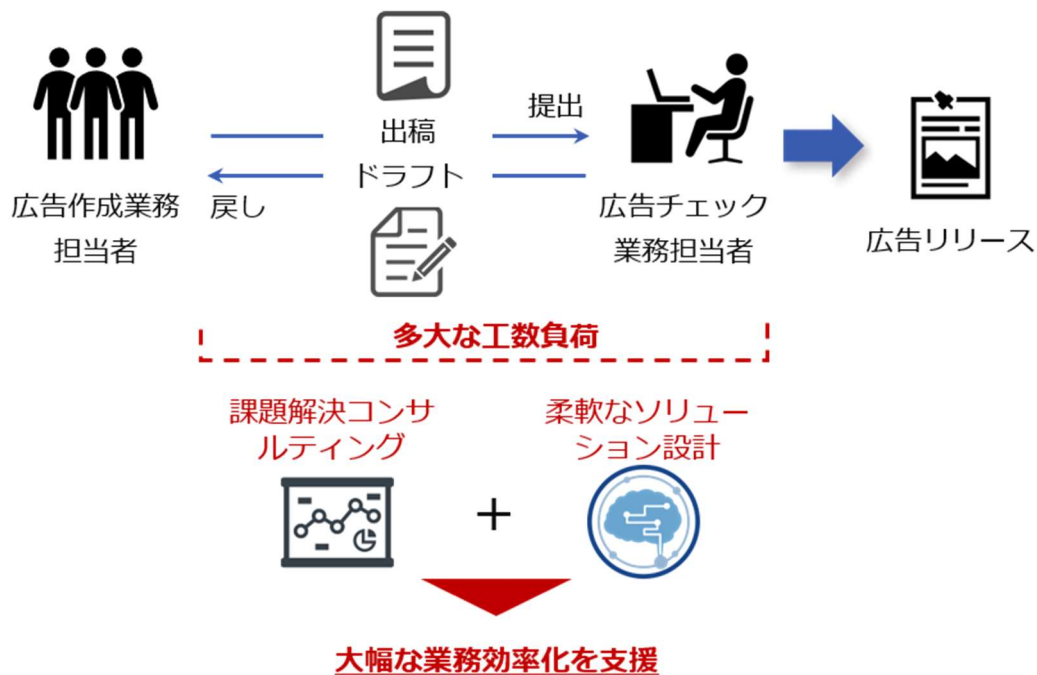 提出
出稿
ドラフト
戻し
広告作成業務
担当者
広告チェック
業務担当者
広告リリース
多大な工数負荷
課題解決コンサ
ルティング
柔軟なソリュー
ション設計
+
大幅な業務効率化を支援